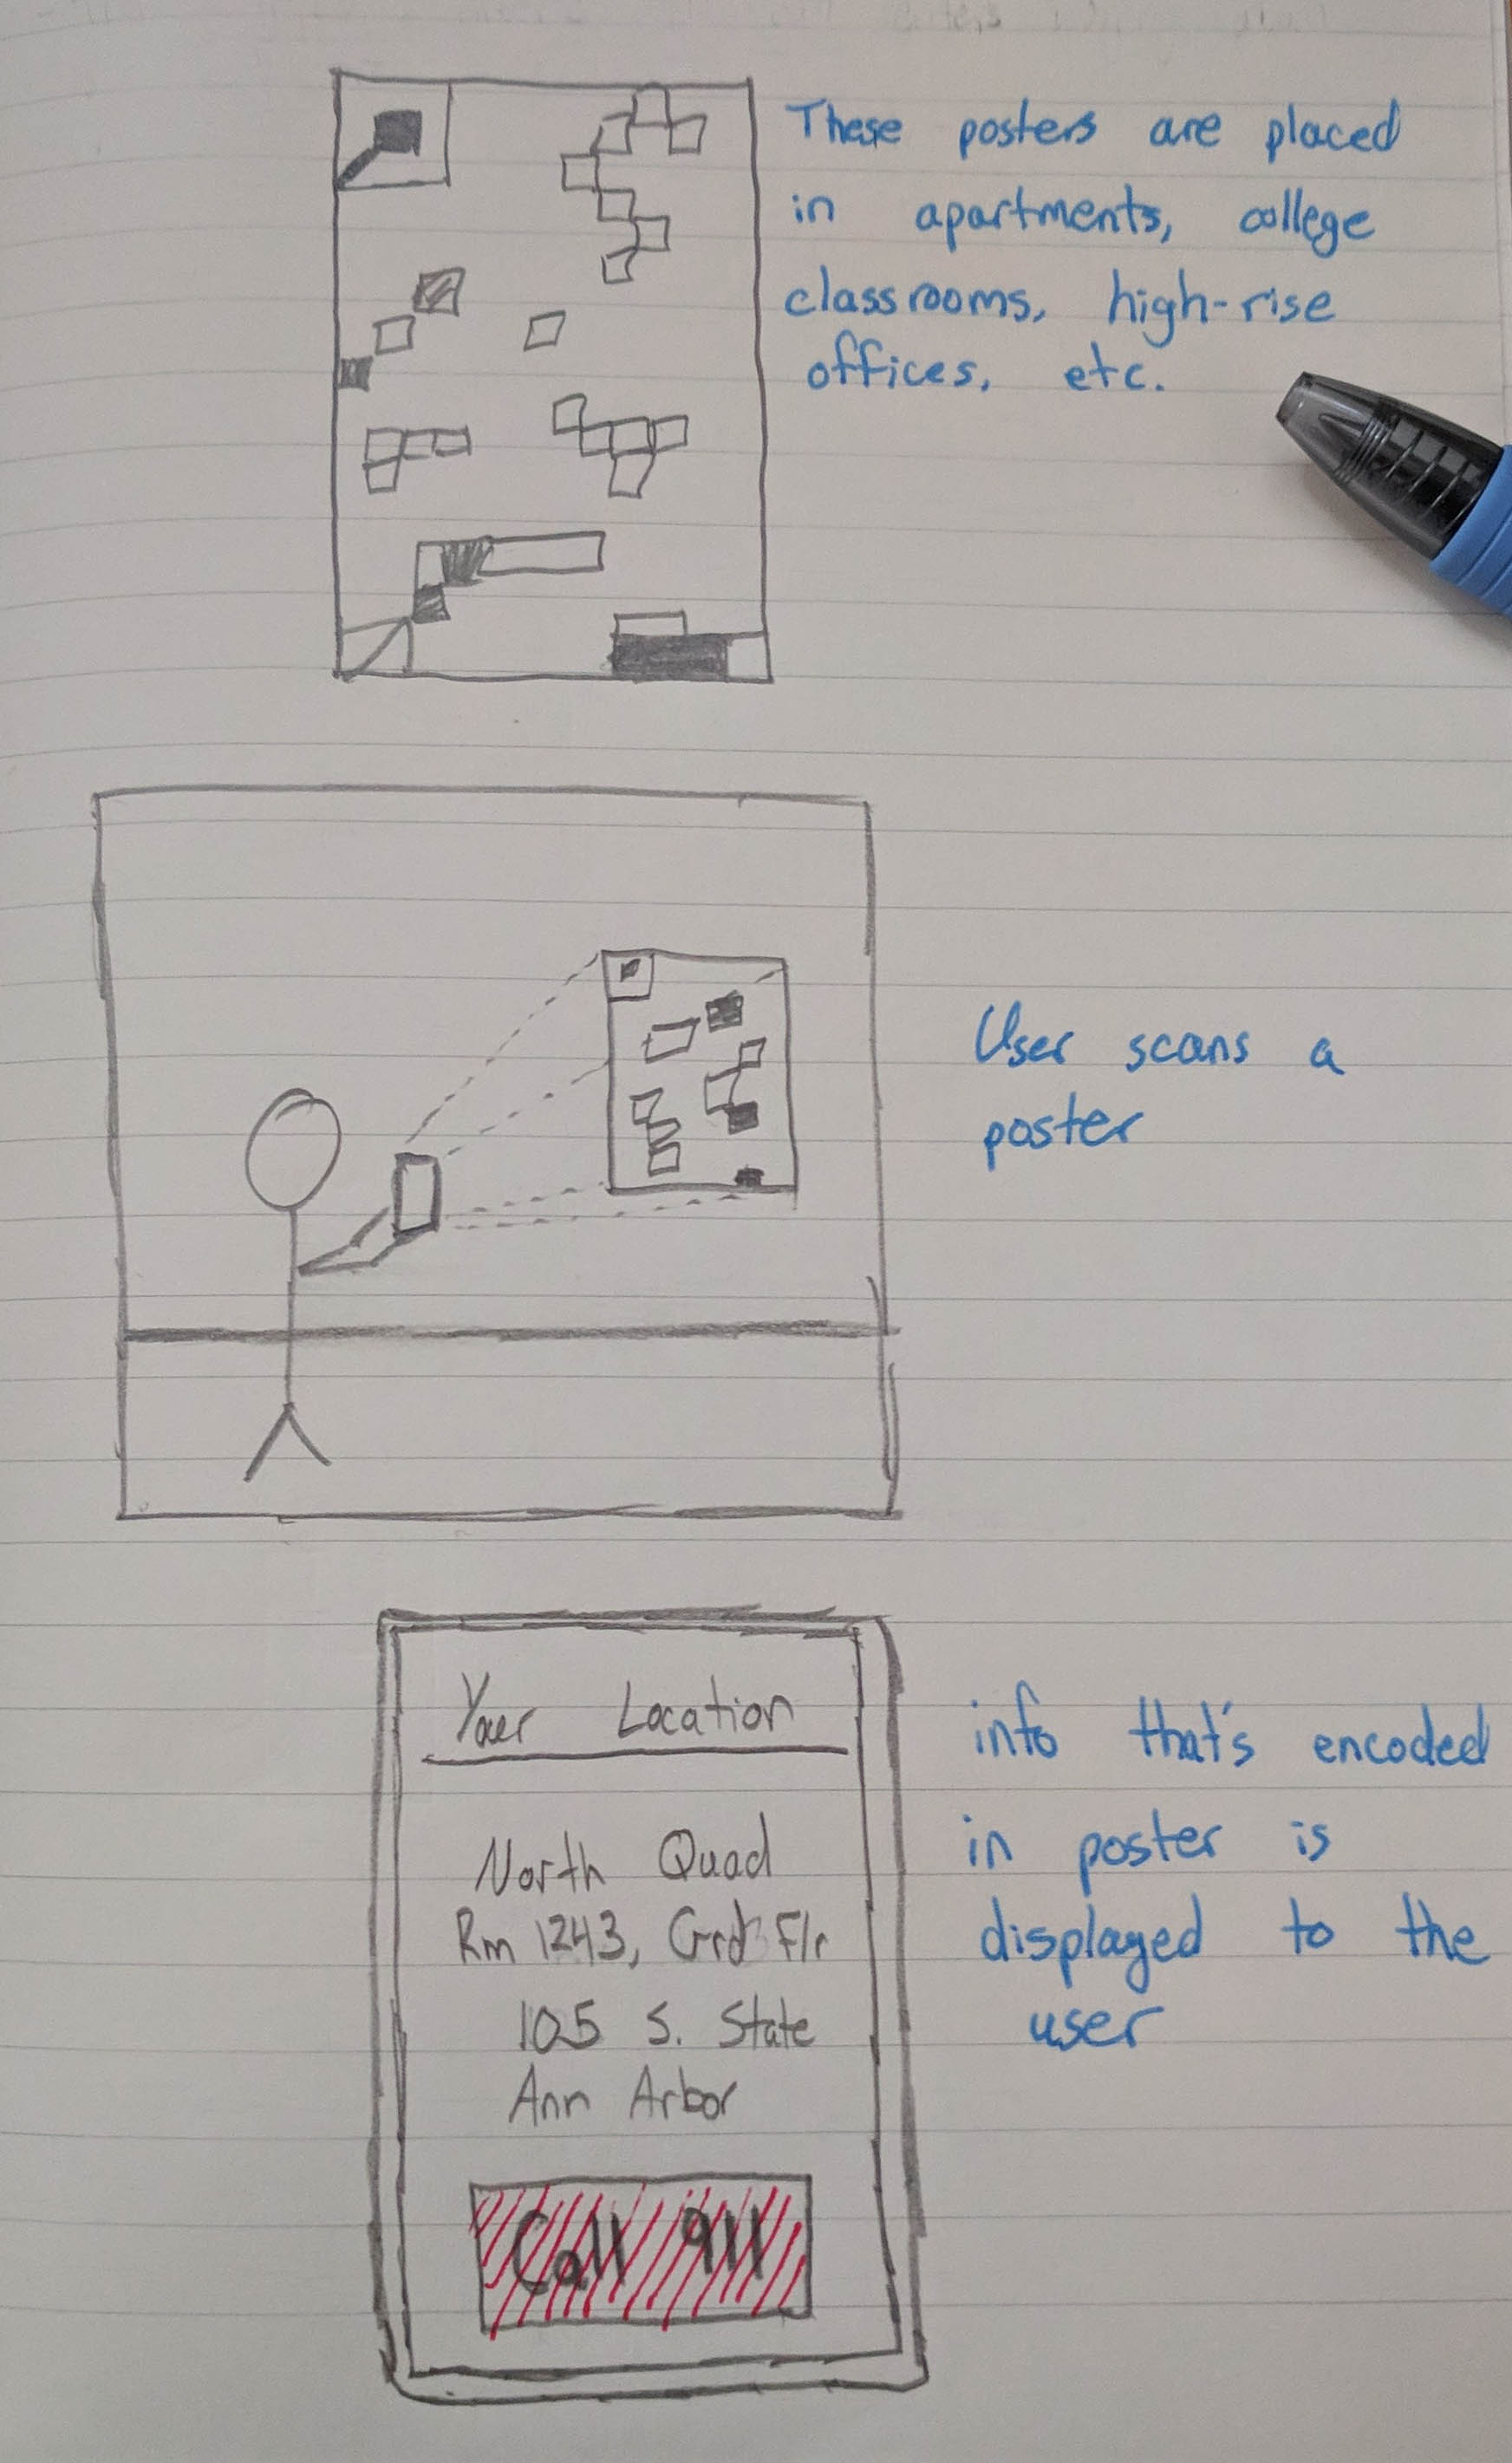 These posters are placed
in apartments, college
classrooms, high-rise
offices, etc.
User scans a
poster
Your Location
North Quad
Rm 1243, Grd Flr
105 S. State
Ann Arbor
Call 911
info that's encoded
in poster is
displayed to the
user